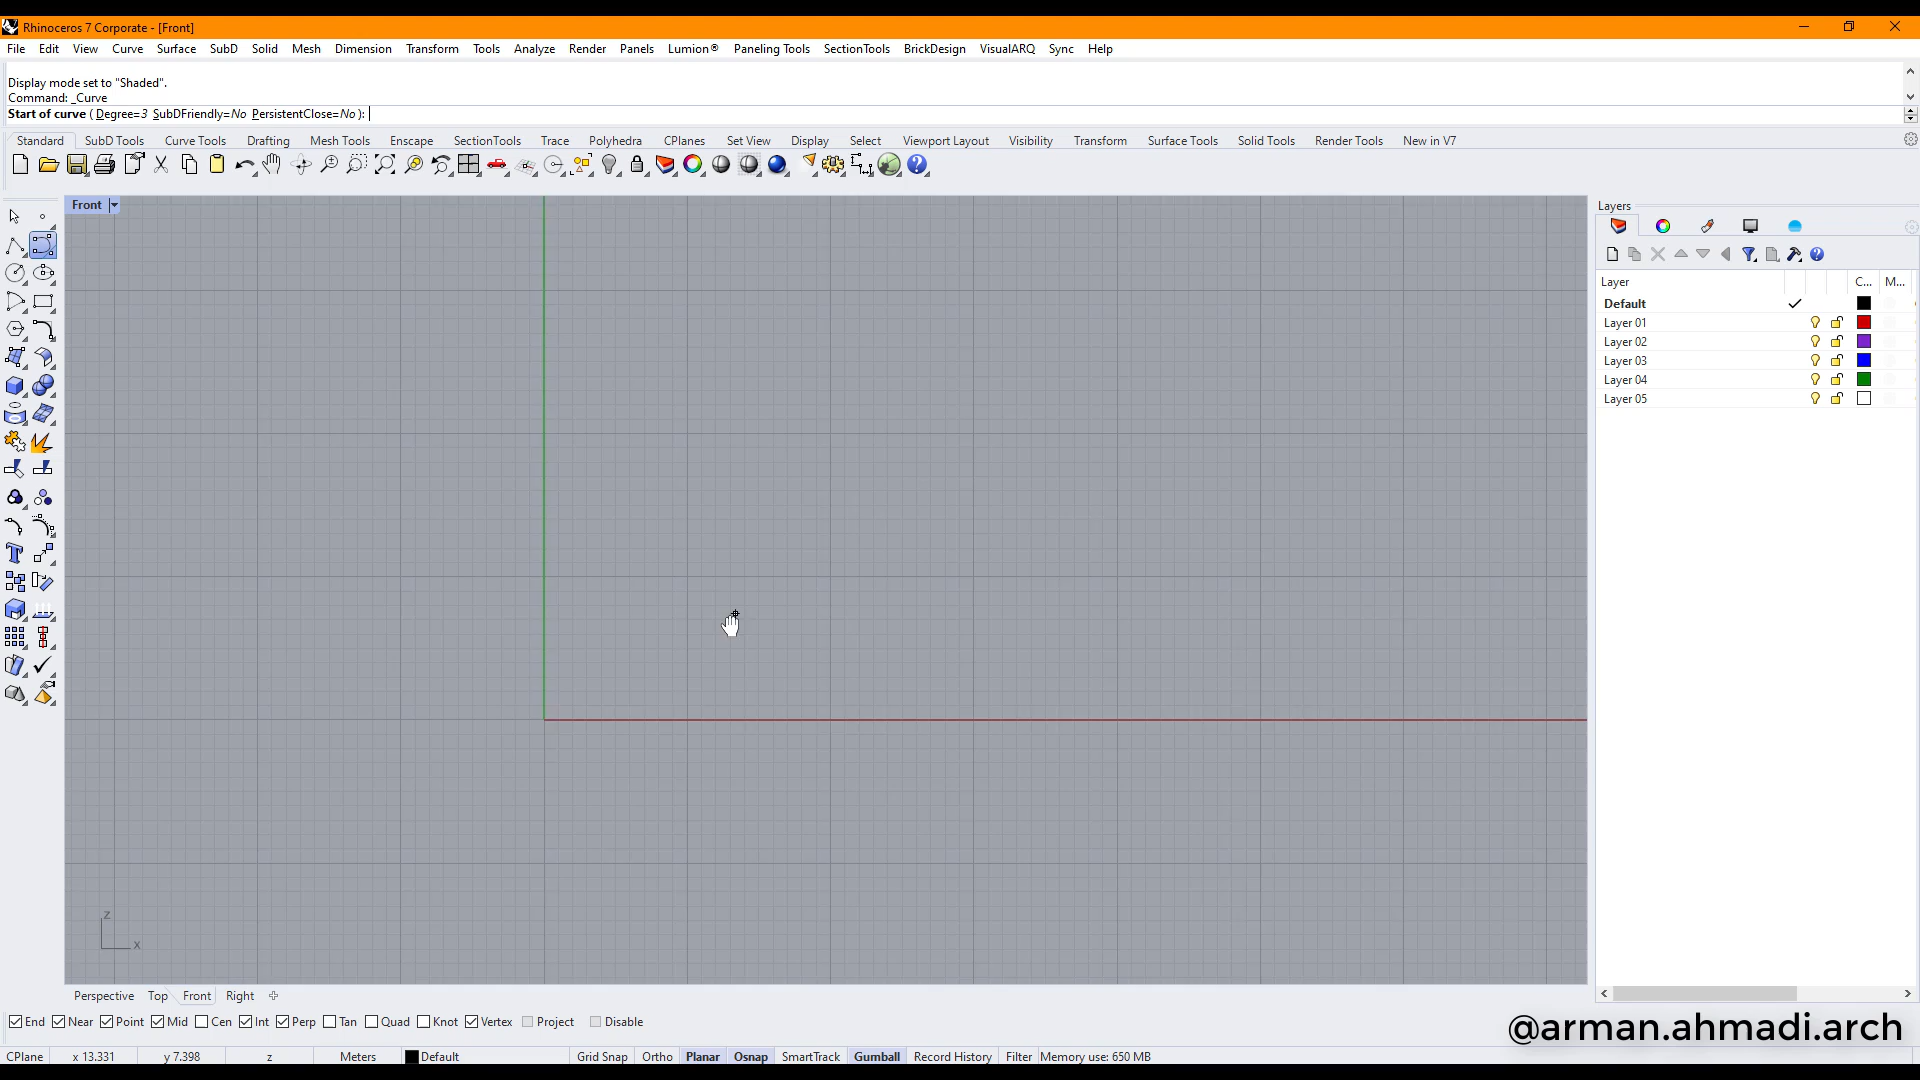 Rhinoceros 7 Corporate - [Front]
File Edit View Curve Surface SubD Solid Mesh Dimension Transform Tools Analyze Render Panels Lumion® Paneling Tools SectionTools BrickDesign VisualARQ Sync Help
Display mode set to "Shaded".
Command: _Curve
Start of curve ( Degree=3 SubDFriendly=No PersistentClose=No ):
Standard SubD Tools Curve Tools Drafting Mesh Tools Enscape SectionTools Trace Polyhedra CPlanes Set View Display Select Viewport Layout Visibility Transform Surface Tools Solid Tools Render Tools New in V7
Front
Layers
Layer C... M...
Default
Layer 01
Layer 02
Layer 03
Layer 04
Layer 05
z
x
Perspective Top Front Right
End Near Point Mid Cen Int Perp Tan Quad Knot Vertex Project Disable
@arman.ahmadi.arch
CPlane x 13.331 y 7.398 z Meters Default Grid Snap Ortho Planar Osnap SmartTrack Gumball Record History Filter Memory use: 650 MB